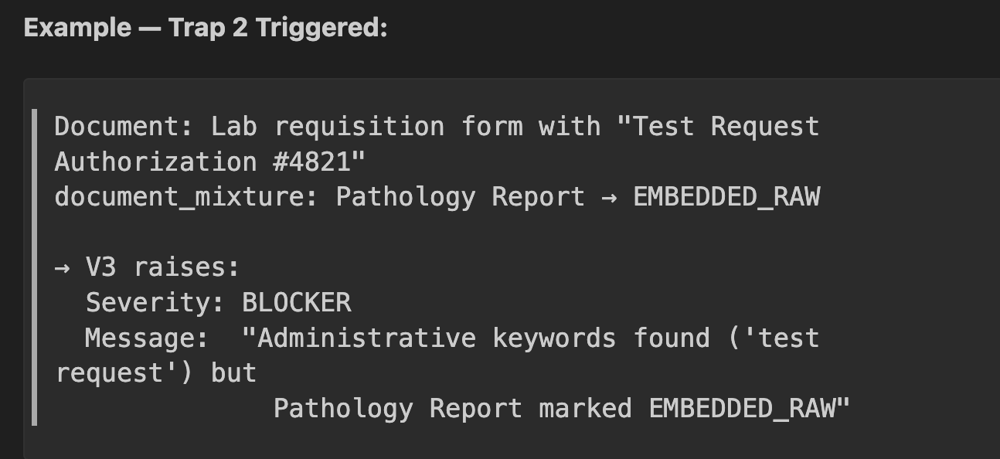 Example — Trap 2 Triggered:
Document: Lab requisition form with "Test Request
Authorization #4821"
document_mixture: Pathology Report → EMBEDDED_RAW
→ V3 raises:
Severity: BLOCKER
Message:  "Administrative keywords found ('test
request') but
Pathology Report marked EMBEDDED_RAW"